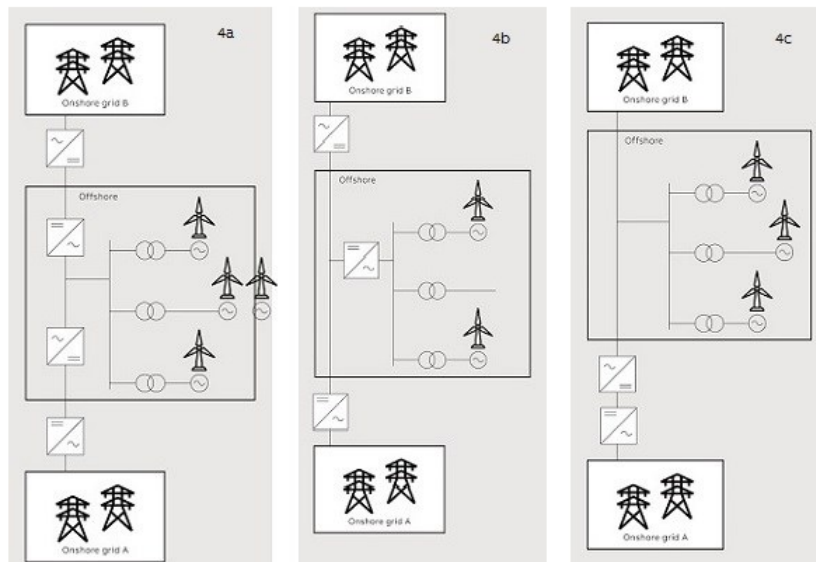 4a
Onshore grid B
Offshore
Onshore grid A
4b
Onshore grid B
Offshore
Onshore grid A
4c
Onshore grid B
Offshore
Onshore grid A